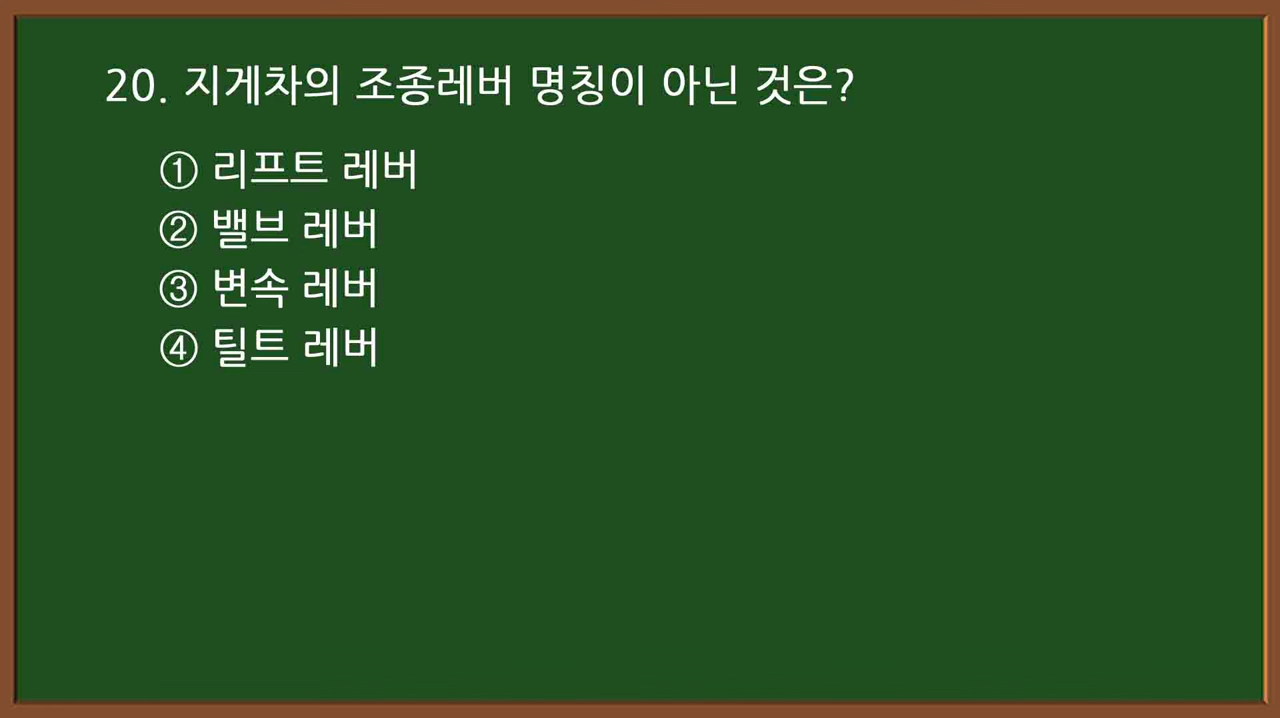 20. 지게차의 조종레버 명칭이 아닌 것은?
① 리프트 레버
② 밸브 레버
③ 변속 레버
④ 틸트 레버